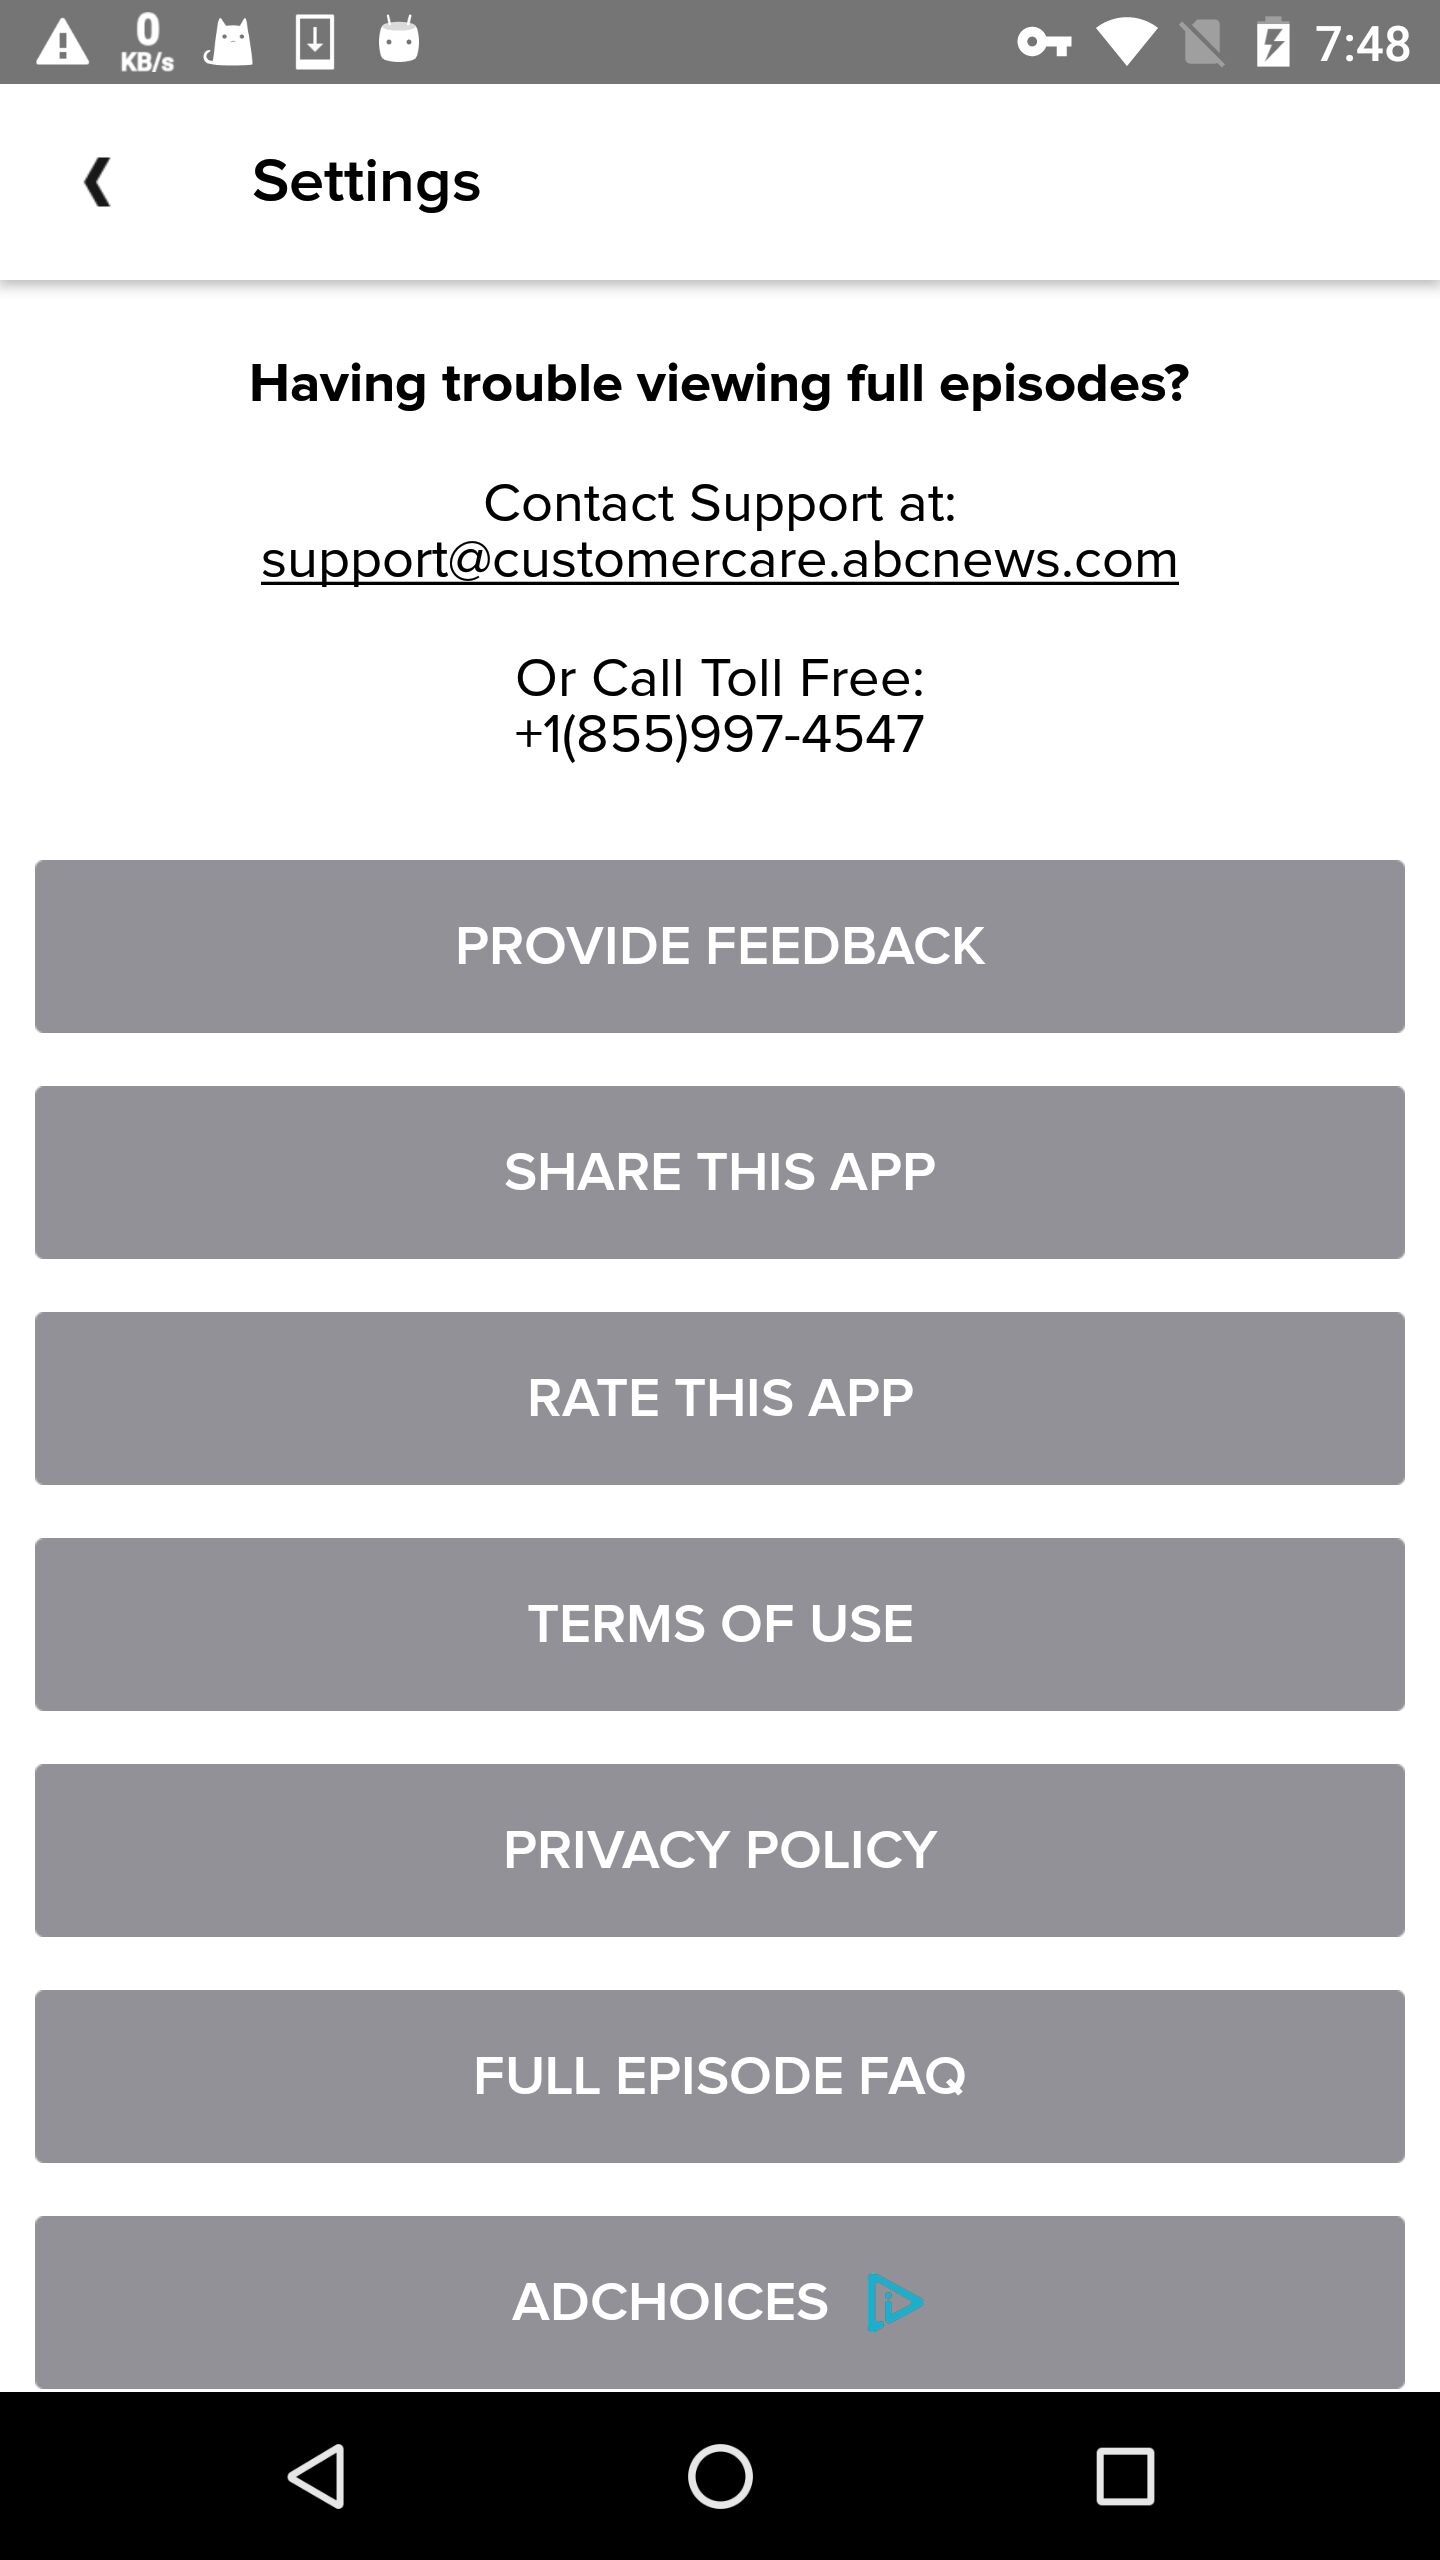 0
KB/s
7:48
Settings
Having trouble viewing full episodes?
Contact Support at:
support@customercare.abcnews.com
Or Call Toll Free:
+1(855)997-4547
PROVIDE FEEDBACK
SHARE THIS APP
RATE THIS APP
TERMS OF USE
PRIVACY POLICY
FULL EPISODE FAQ
ADCHOICES